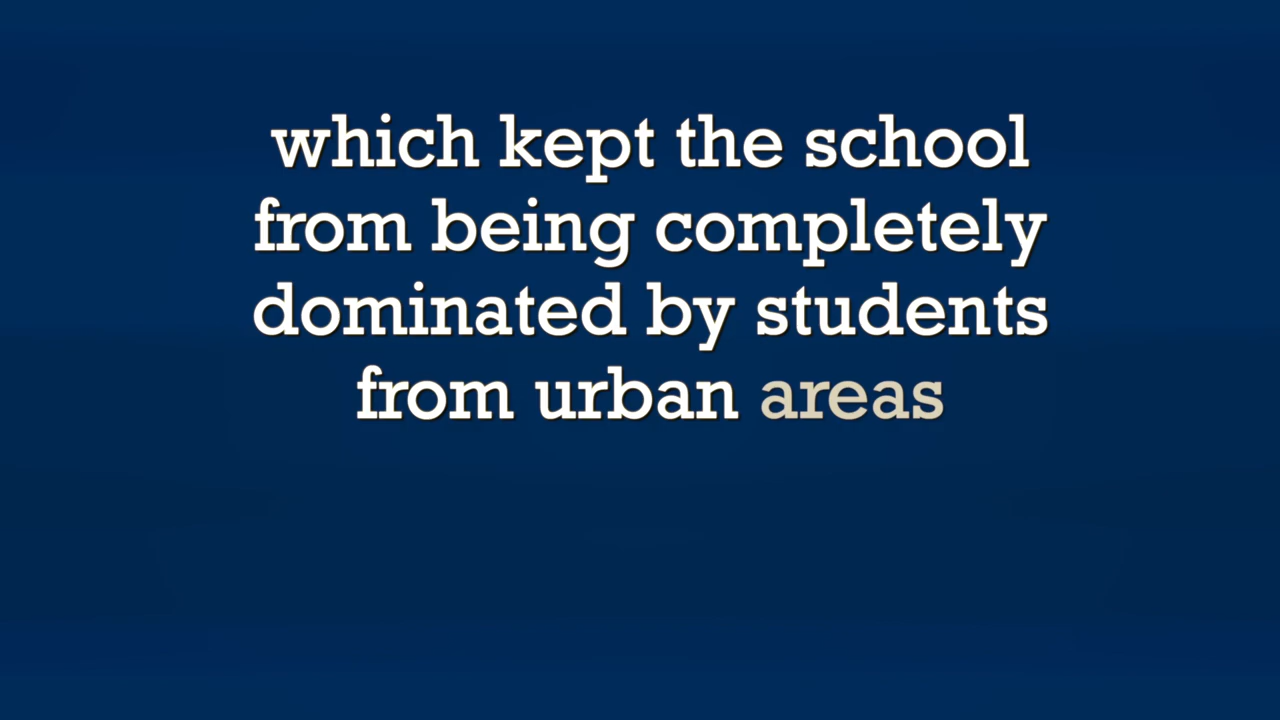 which kept the school
from being completely
dominated by students
from urban areas